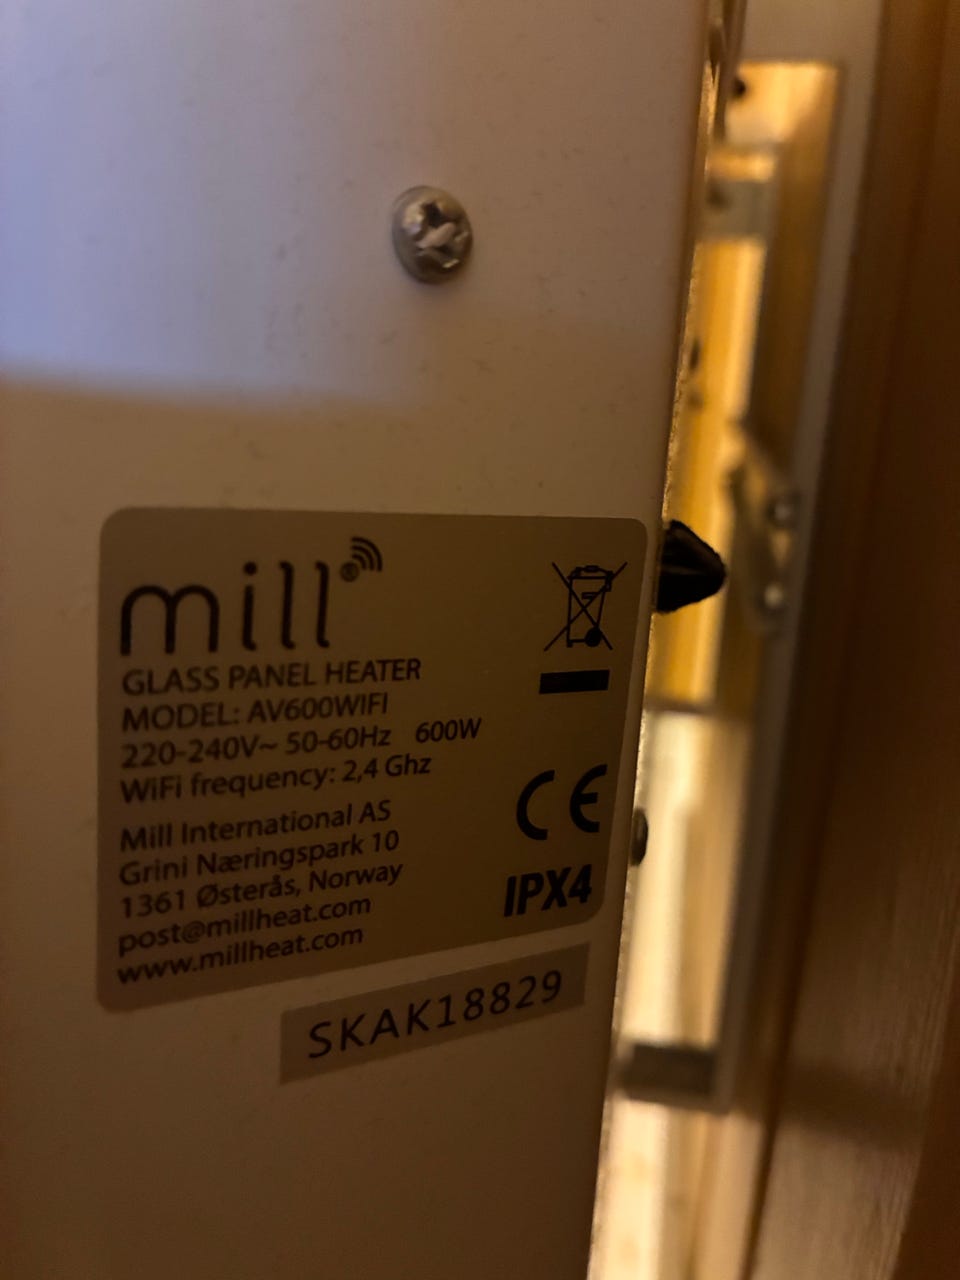 mill®
GLASS PANEL HEATER
MODEL: AV600WIFI
220-240V~ 50-60Hz 600W
WiFi frequency: 2,4 Ghz
Mill International AS
Grini Næringspark 10
1361 Østerås, Norway
post@millheat.com
www.millheat.com
CE
IPX4
SKAK18829